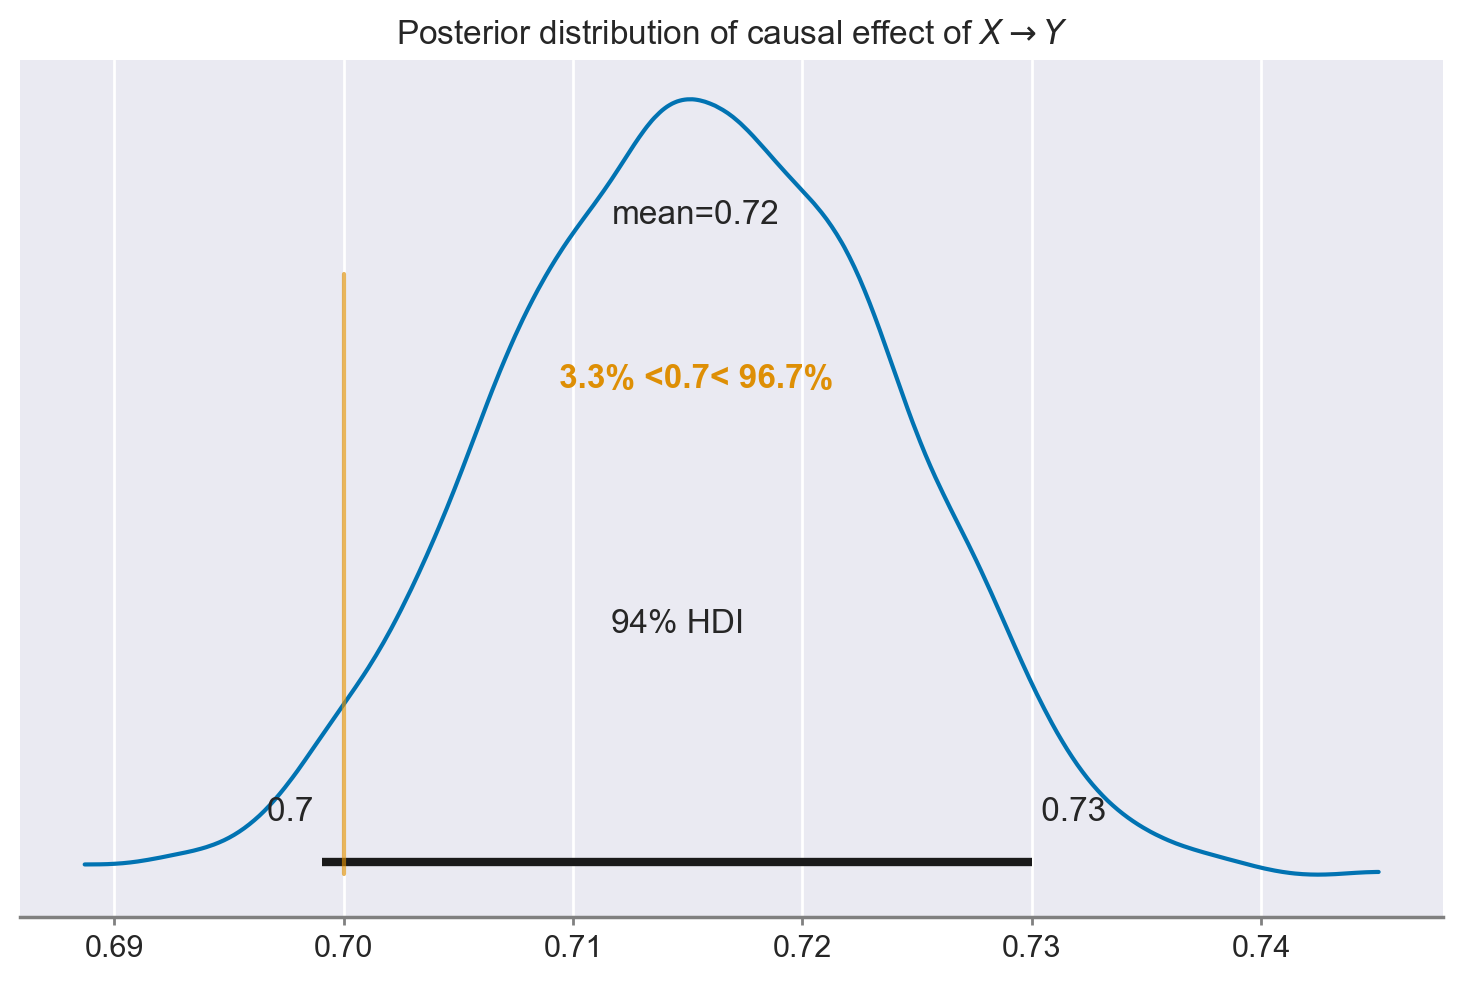 Posterior distribution of causal effect of X → Y
mean=0.72
3.3% <0.7< 96.7%
94% HDI
0.7
0.73
0.69
0.70
0.71
0.72
0.73
0.74